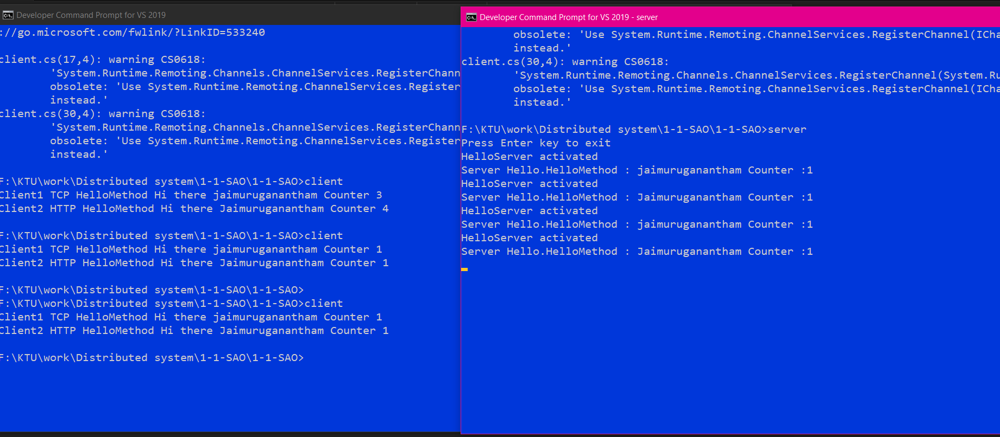 Developer Command Prompt for VS 2019
://go.microsoft.com/fwlink/?LinkID=533240
client.cs(17,4): warning CS0618:
'System.Runtime.Remoting.Channels.ChannelServices.RegisterChann
obsolete: 'Use System.Runtime.Remoting.ChannelServices.Register
instead.'
client.cs(30,4): warning CS0618:
'System.Runtime.Remoting.Channels.ChannelServices.RegisterChann
obsolete: 'Use System.Runtime.Remoting.ChannelServices.Register
instead.'
F:\KTU\work\Distributed system\1-1-SAO\1-1-SAO>client
Client1 TCP HelloMethod Hi there jaimuruganantham Counter 3
Client2 HTTP HelloMethod Hi there Jaimuruganantham Counter 4
F:\KTU\work\Distributed system\1-1-SAO\1-1-SAO>client
Client1 TCP HelloMethod Hi there jaimuruganantham Counter 1
Client2 HTTP HelloMethod Hi there Jaimuruganantham Counter 1
F:\KTU\work\Distributed system\1-1-SAO\1-1-SAO>
F:\KTU\work\Distributed system\1-1-SAO\1-1-SAO>client
Client1 TCP HelloMethod Hi there jaimuruganantham Counter 1
Client2 HTTP HelloMethod Hi there Jaimuruganantham Counter 1
F:\KTU\work\Distributed system\1-1-SAO\1-1-SAO>
Developer Command Prompt for VS 2019 - server
obsolete: 'Use System.Runtime.Remoting.ChannelServices.RegisterChannel(ICha
instead.'
client.cs(30,4): warning CS0618:
'System.Runtime.Remoting.Channels.ChannelServices.RegisterChannel(System.Ru
obsolete: 'Use System.Runtime.Remoting.ChannelServices.RegisterChannel(ICha
instead.'
F:\KTU\work\Distributed system\1-1-SAO\1-1-SAO>server
Press Enter key to exit
HelloServer activated
Server Hello.HelloMethod : jaimuruganantham Counter :1
HelloServer activated
Server Hello.HelloMethod : Jaimuruganantham Counter :1
HelloServer activated
Server Hello.HelloMethod : jaimuruganantham Counter :1
HelloServer activated
Server Hello.HelloMethod : Jaimuruganantham Counter :1